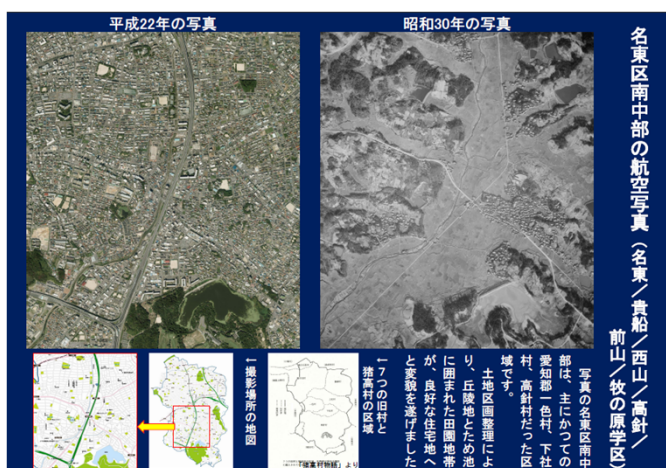 名東区南中部の航空写真（名東／貴船／西山／高針／
前山／牧の原学区）
昭和30年の写真
平成22年の写真
写真の名東区南中
部は、主にかつての
愛知郡一色村、下社
村、高針村だった区
域です。
土地区画整理によ
り、丘陵地とため池
に囲まれた田園地帯
が、良好な住宅地へ
と変貌を遂げました
←７つの旧村と
猪高村の区域
「猪高村物語」より
←撮影場所の地図